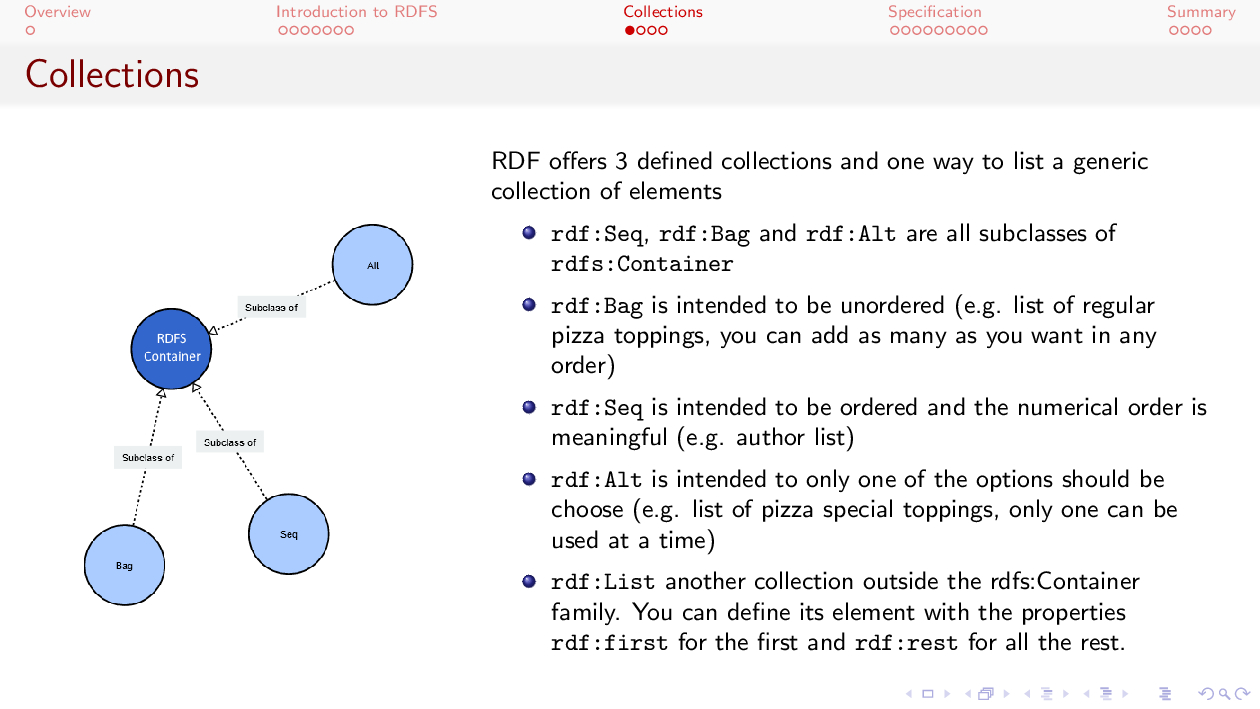 Overview
Introduction to RDFS
Collections
Specification
Summary
Collections
All
Subclass of
RDFS
Container
Subclass of
Subclass of
Seq
Bag
RDF offers 3 defined collections and one way to list a generic
collection of elements
rdf:Seq, rdf:Bag and rdf:Alt are all subclasses of
rdfs:Container
rdf:Bag is intended to be unordered (e.g. list of regular
pizza toppings, you can add as many as you want in any
order)
rdf:Seq is intended to be ordered and the numerical order is
meaningful (e.g. author list)
rdf:Alt is intended to only one of the options should be
choose (e.g. list of pizza special toppings, only one can be
used at a time)
rdf:List another collection outside the rdfs:Container
family. You can define its element with the properties
rdf:first for the first and rdf:rest for all the rest.